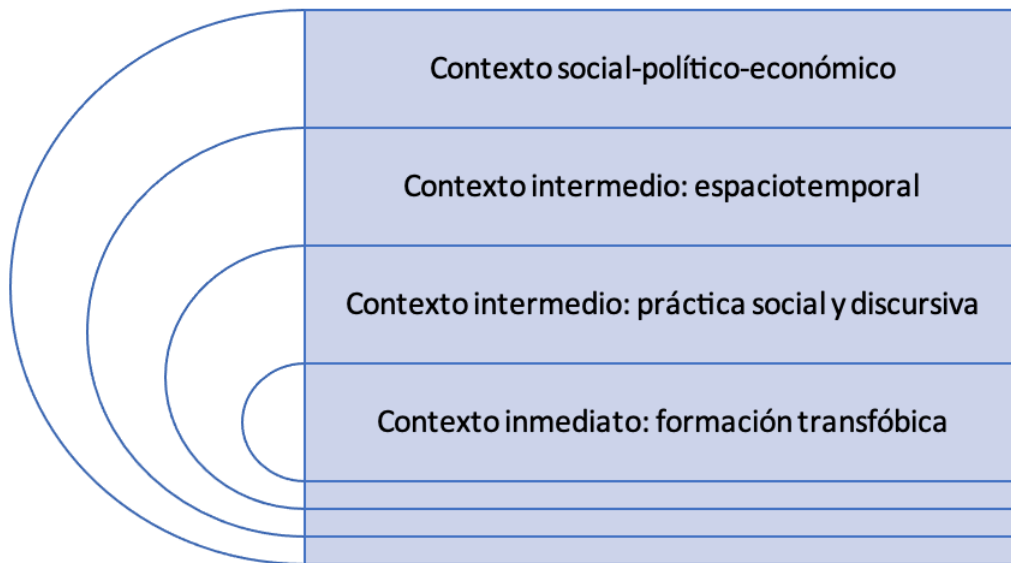 Contexto social-político-económico
Contexto intermedio: espaciotemporal
Contexto intermedio: práctica social y discursiva
Contexto inmediato: formación transfóbica